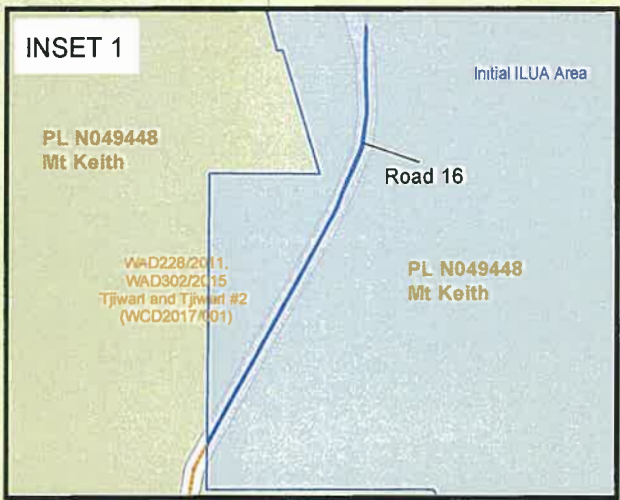 INSET 1
Initial ILUA Area
PL N049448
Mt Keith
Road 16
WAD228/2011,
WAD302/2015
Tjiwarl and Tjiwarl #2
(WCD2017/001)
PL N049448
Mt Keith